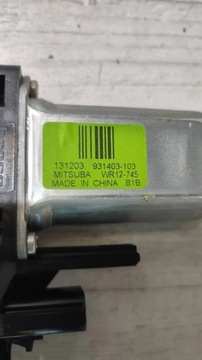 131203 931403-103
MITSUBA WR12-745
MADE IN CHINA B1B